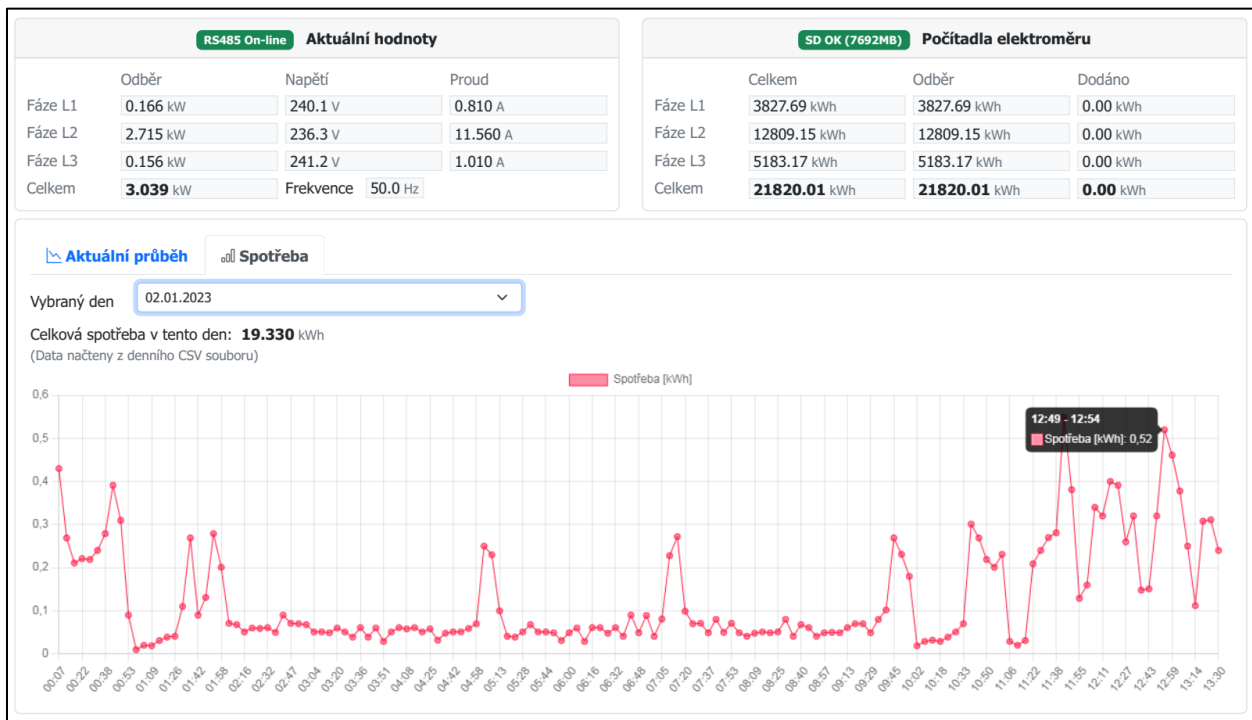 RS485 On-line Aktuální hodnoty
Odběr Napětí Proud
Fáze L1 0.166 kW 240.1 V 0.810 A
Fáze L2 2.715 kW 236.3 V 11.560 A
Fáze L3 0.156 kW 241.2 V 1.010 A
Celkem 3.039 kW Frekvence 50.0 Hz
SD OK (7692MB) Počítadla elektroměru
Celkem Odběr Dodáno
Fáze L1 3827.69 kWh 3827.69 kWh 0.00 kWh
Fáze L2 12809.15 kWh 12809.15 kWh 0.00 kWh
Fáze L3 5183.17 kWh 5183.17 kWh 0.00 kWh
Celkem 21820.01 kWh 21820.01 kWh 0.00 kWh
Aktuální průběh Spotřeba
Vybraný den 02.01.2023
Celková spotřeba v tento den: 19.330 kWh
(Data načteny z denního CSV souboru)
Spotřeba [kWh]
0,6
0,5
0,4
0,3
0,2
0,1
0
12:49 - 12:54
Spotřeba [kWh]: 0,52
00:07 00:22 00:38 00:53 01:09 01:26 01:42 01:58 02:16 02:32 02:47 03:04 03:20 03:36 03:51 04:08 04:25 04:42 04:58 05:13 05:28 05:44 06:00 06:16 06:32 06:48 07:05 07:20 07:37 07:53 08:09 08:25 08:40 08:57 09:13 09:29 09:45 10:02 10:18 10:33 10:50 11:06 11:22 11:38 11:55 12:11 12:27 12:43 12:59 13:14 13:30